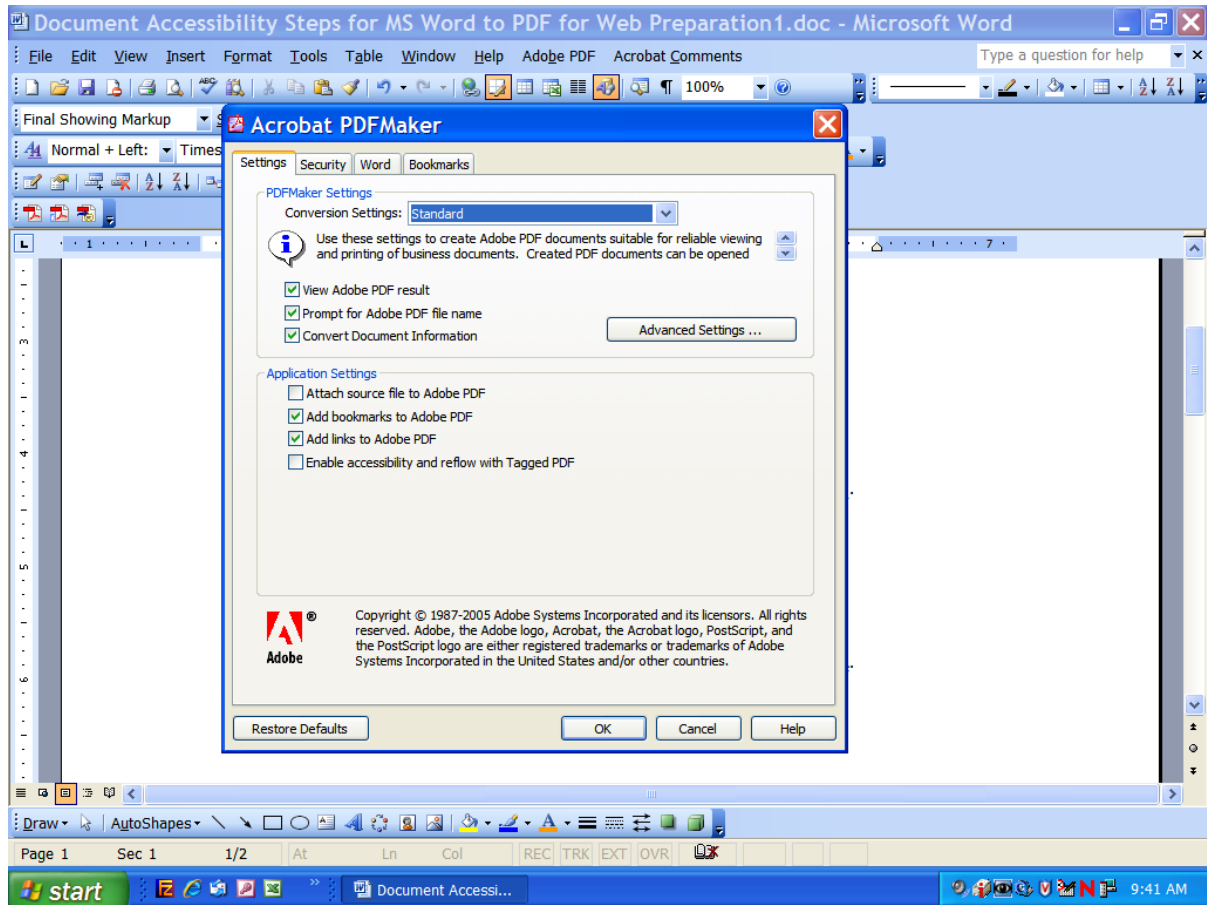 Document Accessibility Steps for MS Word to PDF for Web Preparation1.doc - Microsoft Word
File Edit View Insert Format Tools Table Window Help Adobe PDF Acrobat Comments Type a question for help
100%
Final Showing Markup
Normal + Left: Times
Acrobat PDFMaker
Settings Security Word Bookmarks
PDFMaker Settings
Conversion Settings: Standard
Use these settings to create Adobe PDF documents suitable for reliable viewing
and printing of business documents. Created PDF documents can be opened
View Adobe PDF result
Prompt for Adobe PDF file name
Convert Document Information
Advanced Settings ...
Application Settings
Attach source file to Adobe PDF
Add bookmarks to Adobe PDF
Add links to Adobe PDF
Enable accessibility and reflow with Tagged PDF
Adobe
Copyright © 1987-2005 Adobe Systems Incorporated and its licensors. All rights
reserved. Adobe, the Adobe logo, Acrobat, the Acrobat logo, PostScript, and
the PostScript logo are either registered trademarks or trademarks of Adobe
Systems Incorporated in the United States and/or other countries.
Restore Defaults OK Cancel Help
Draw AutoShapes
Page 1 Sec 1 1/2 At Ln Col REC TRK EXT OVR
start Document Accessi... 9:41 AM